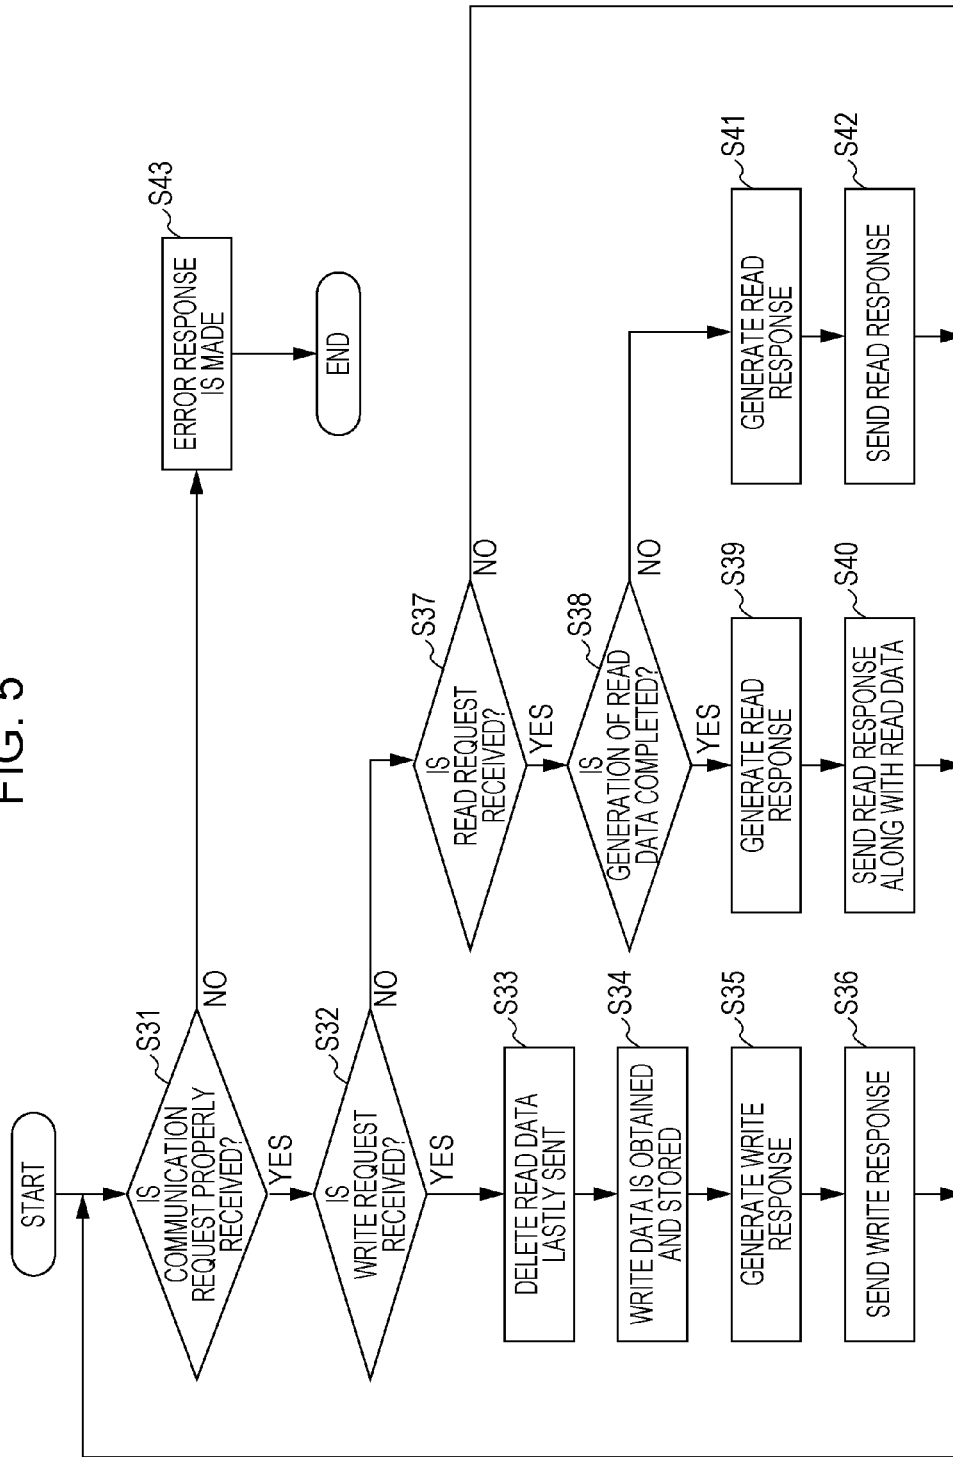 FIG. 5
START
S31
IS
COMMUNICATION
REQUEST PROPERLY
RECEIVED?
NO
YES
S43
ERROR RESPONSE
IS MADE
END
S32
IS
WRITE REQUEST
RECEIVED?
NO
YES
S33
DELETE READ DATA
LASTLY SENT
S34
WRITE DATA IS OBTAINED
AND STORED
S35
GENERATE WRITE
RESPONSE
S36
SEND WRITE RESPONSE
S37
IS
READ REQUEST
RECEIVED?
NO
YES
S38
IS
GENERATION OF READ
DATA COMPLETED?
NO
YES
S39
GENERATE READ
RESPONSE
S40
SEND READ RESPONSE
ALONG WITH READ DATA
S41
GENERATE READ
RESPONSE
S42
SEND READ RESPONSE